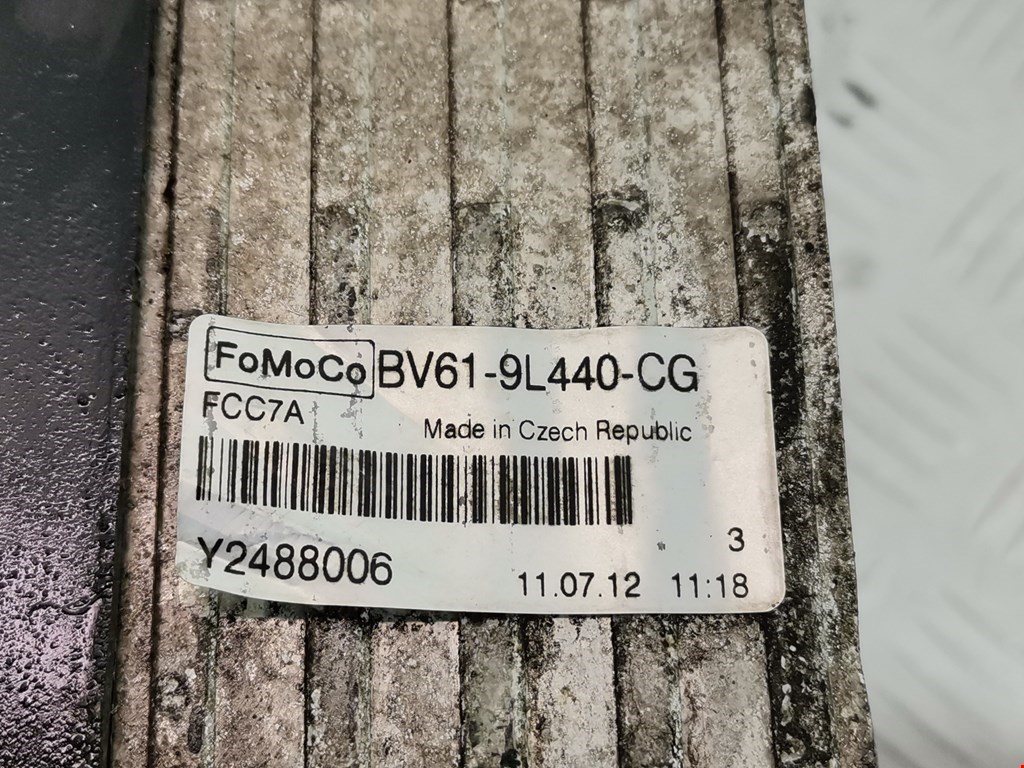 FoMoCo BV61-9L440-CG
FCC7A
Made in Czech Republic
3
Y2488006
11.07.12 11:18